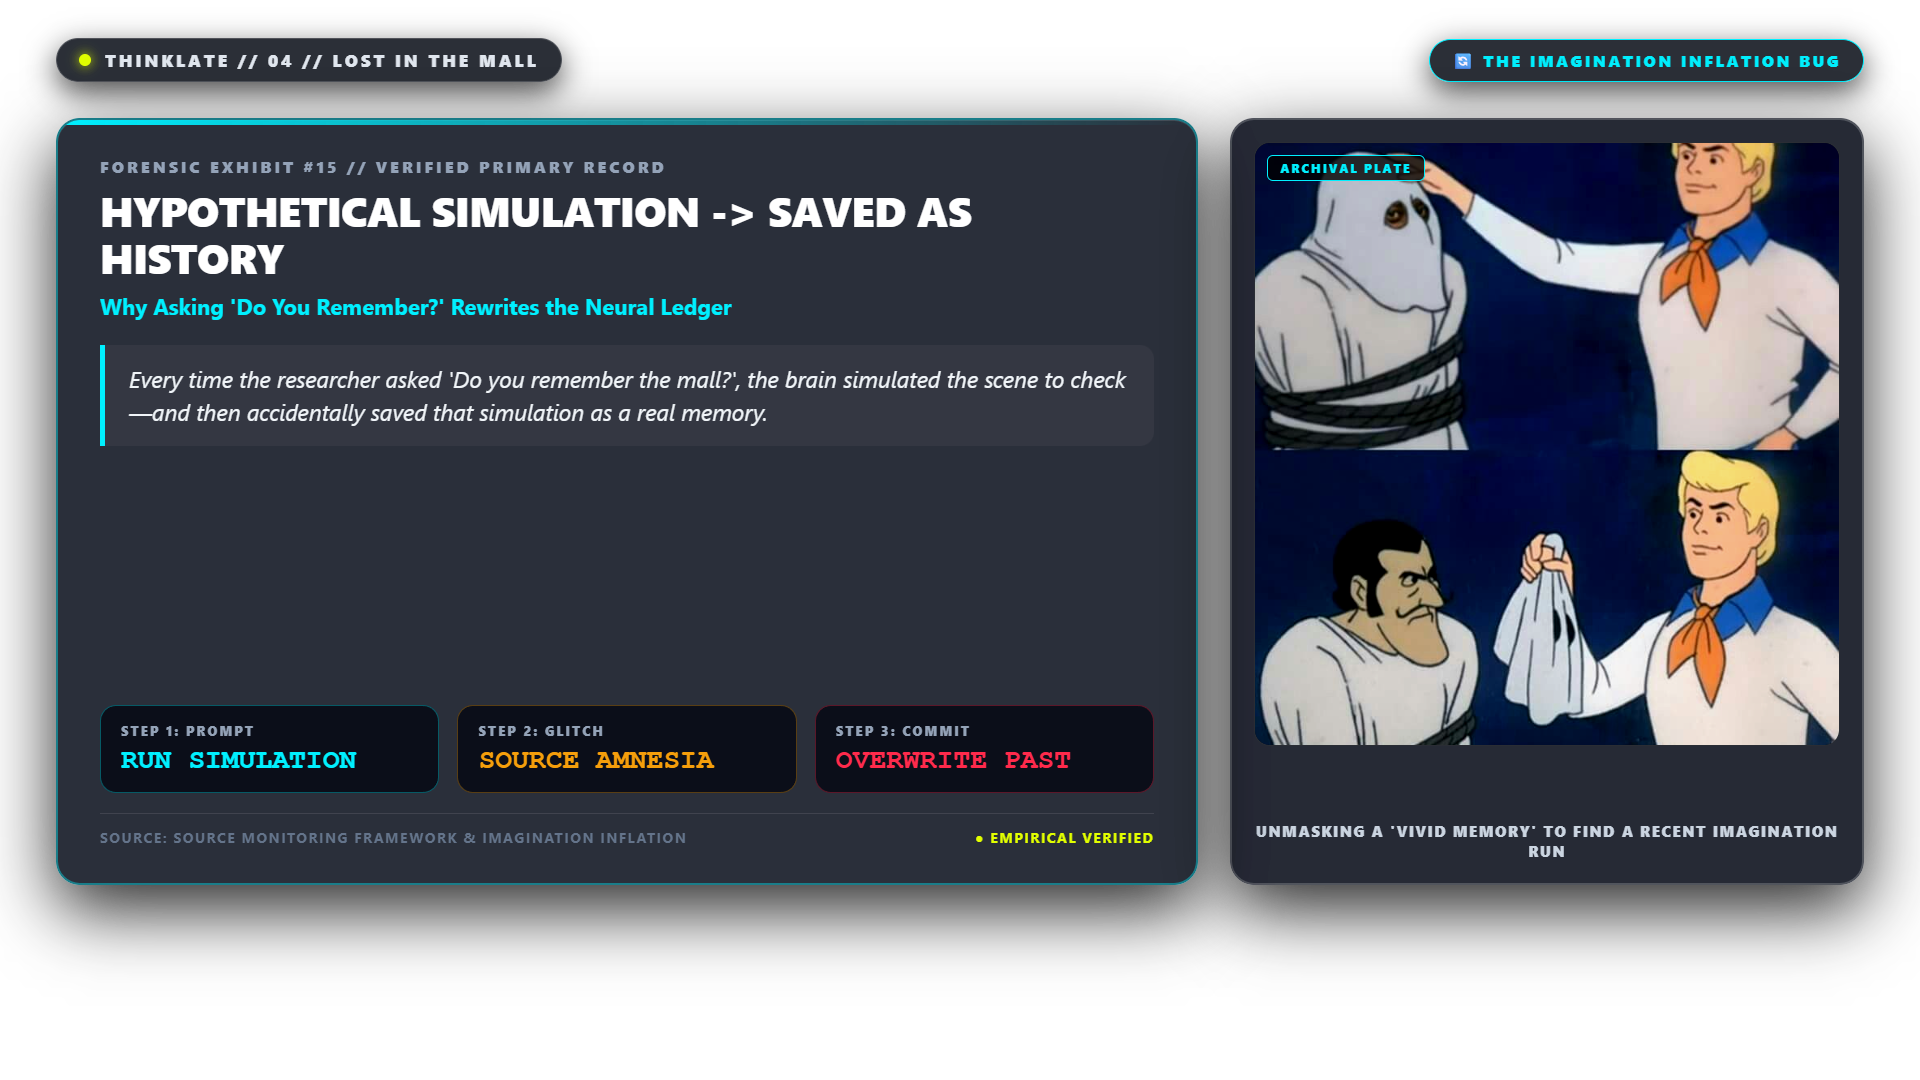 THINKLATE // 04 // LOST IN THE MALL
THE IMAGINATION INFLATION BUG
FORENSIC EXHIBIT #15 // VERIFIED PRIMARY RECORD
HYPOTHETICAL SIMULATION -> SAVED AS
HISTORY
Why Asking 'Do You Remember?' Rewrites the Neural Ledger
Every time the researcher asked 'Do you remember the mall?', the brain simulated the scene to check
—and then accidentally saved that simulation as a real memory.
STEP 1: PROMPT
RUN SIMULATION
STEP 2: GLITCH
SOURCE AMNESIA
STEP 3: COMMIT
OVERWRITE PAST
SOURCE: SOURCE MONITORING FRAMEWORK & IMAGINATION INFLATION
● EMPIRICAL VERIFIED
ARCHIVAL PLATE
UNMASKING A 'VIVID MEMORY' TO FIND A RECENT IMAGINATION
RUN